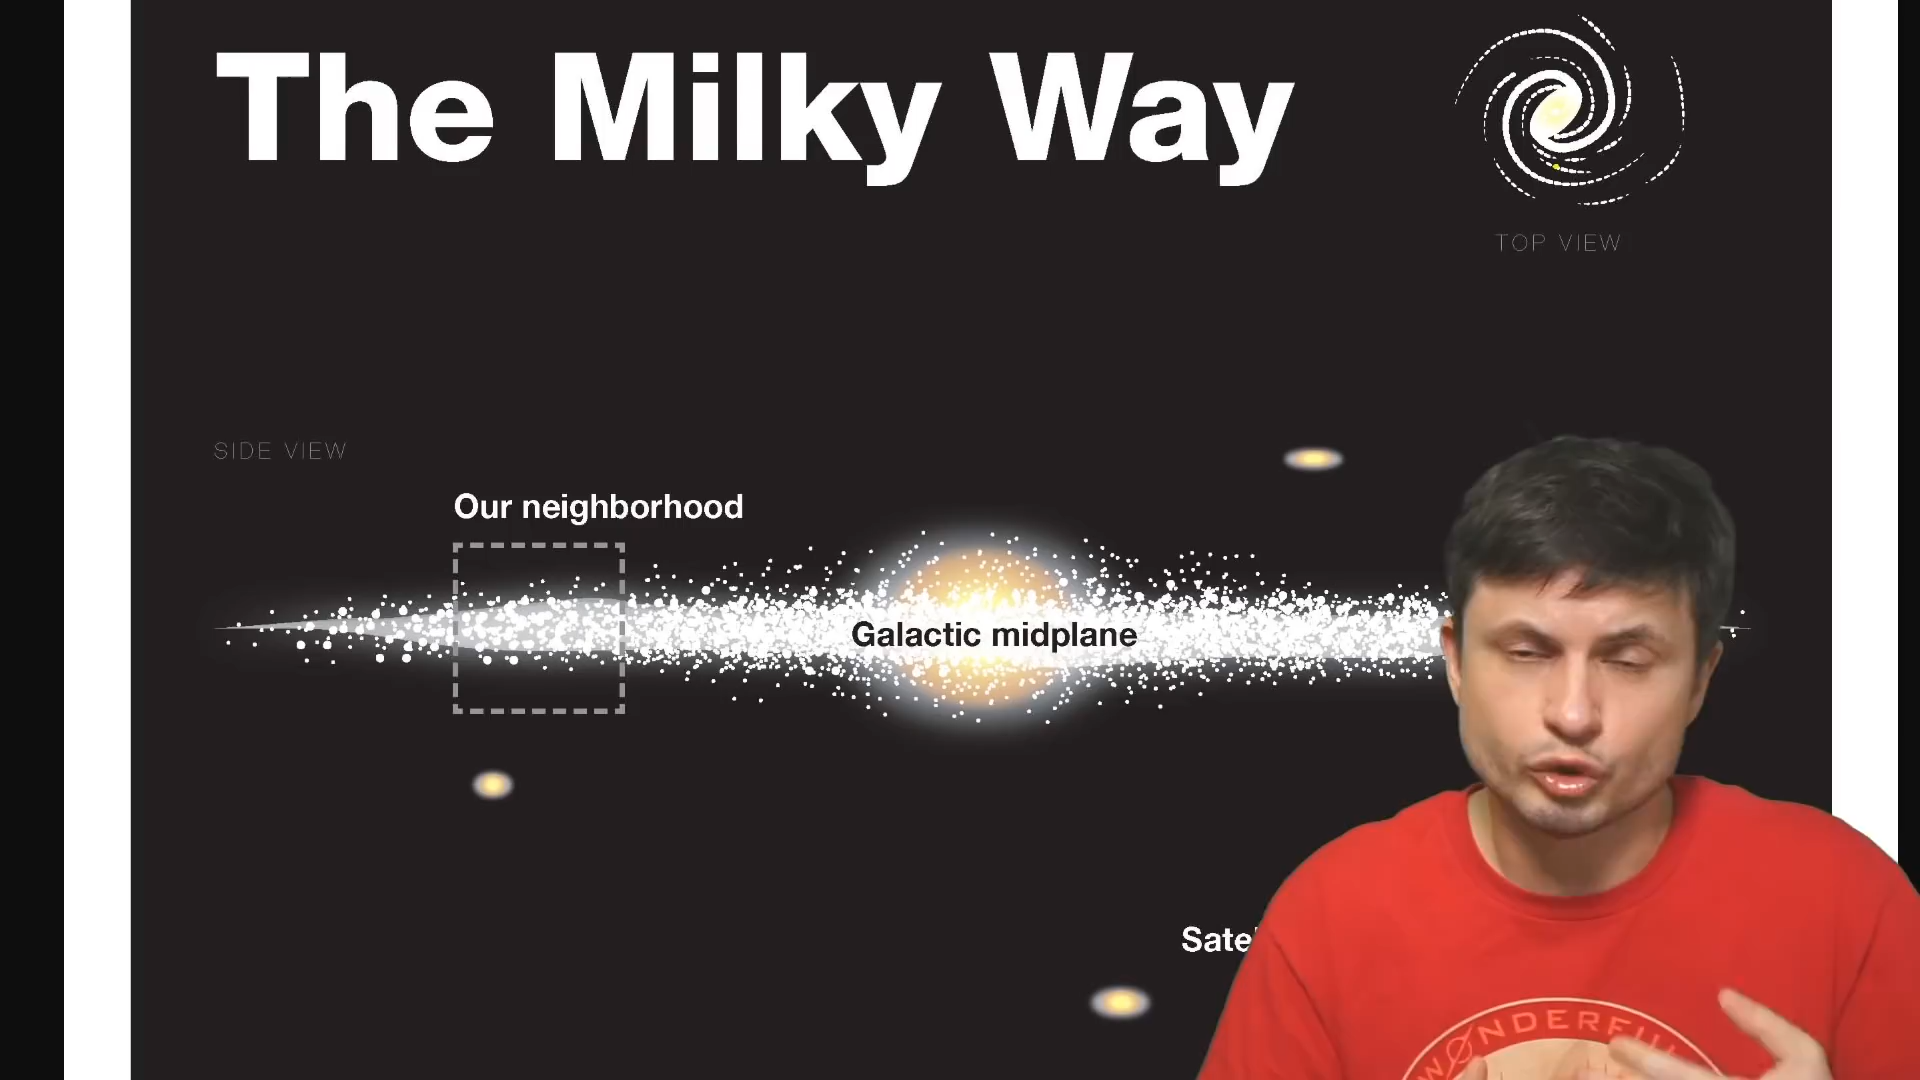 The Milky Way
TOP VIEW
SIDE VIEW
Our neighborhood
Galactic midplane